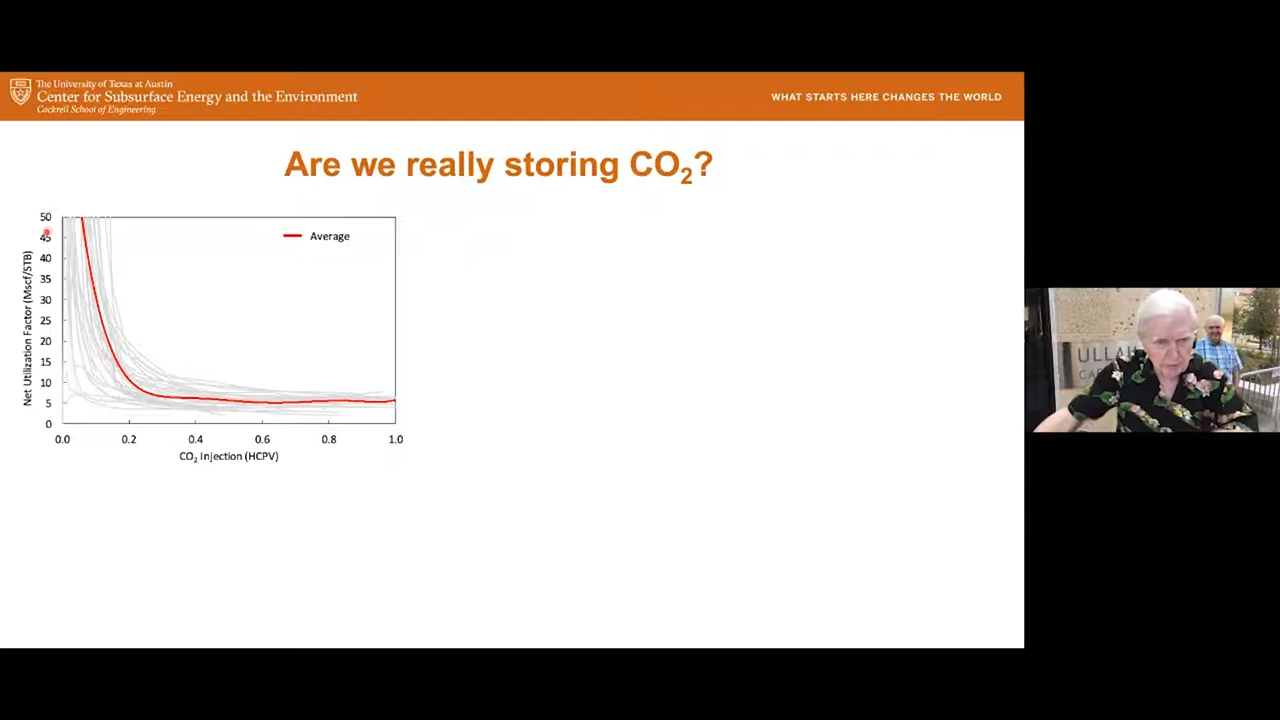 The University of Texas at Austin
Center for Subsurface Energy and the Environment
Cockrell School of Engineering
WHAT STARTS HERE CHANGES THE WORLD
Are we really storing CO₂?
50
45
40
35
30
25
20
15
10
5
0
Net Utilization Factor (Mscf/STB)
Average
0.0 0.2 0.4 0.6 0.8 1.0
CO₂ Injection (HCPV)
ULLAH